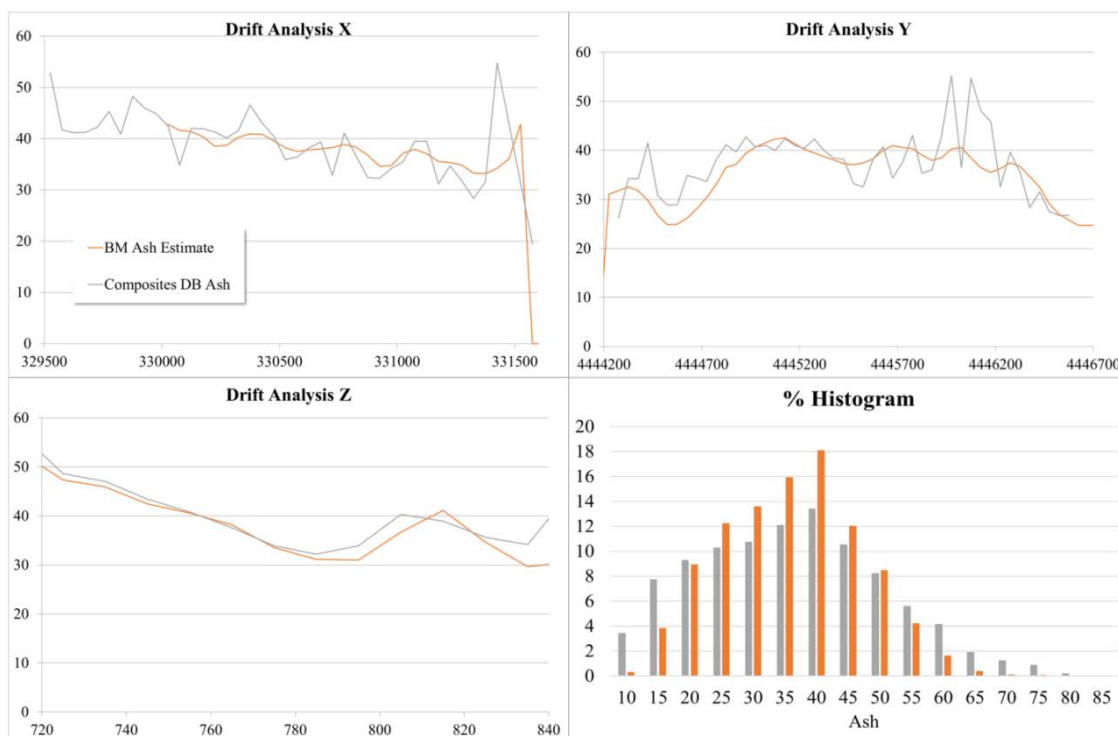 Drift Analysis X
60
50
40
30
20
10
0
BM Ash Estimate
Composites DB Ash
329500 330000 330500 331000 331500
Drift Analysis Y
60
50
40
30
20
10
0
4444200 4444700 4445200 4445700 4446200 4446700
Drift Analysis Z
60
50
40
30
20
10
0
720 740 760 780 800 820 840
% Histogram
20
18
16
14
12
10
8
6
4
2
0
10 15 20 25 30 35 40 45 50 55 60 65 70 75 80 85
Ash